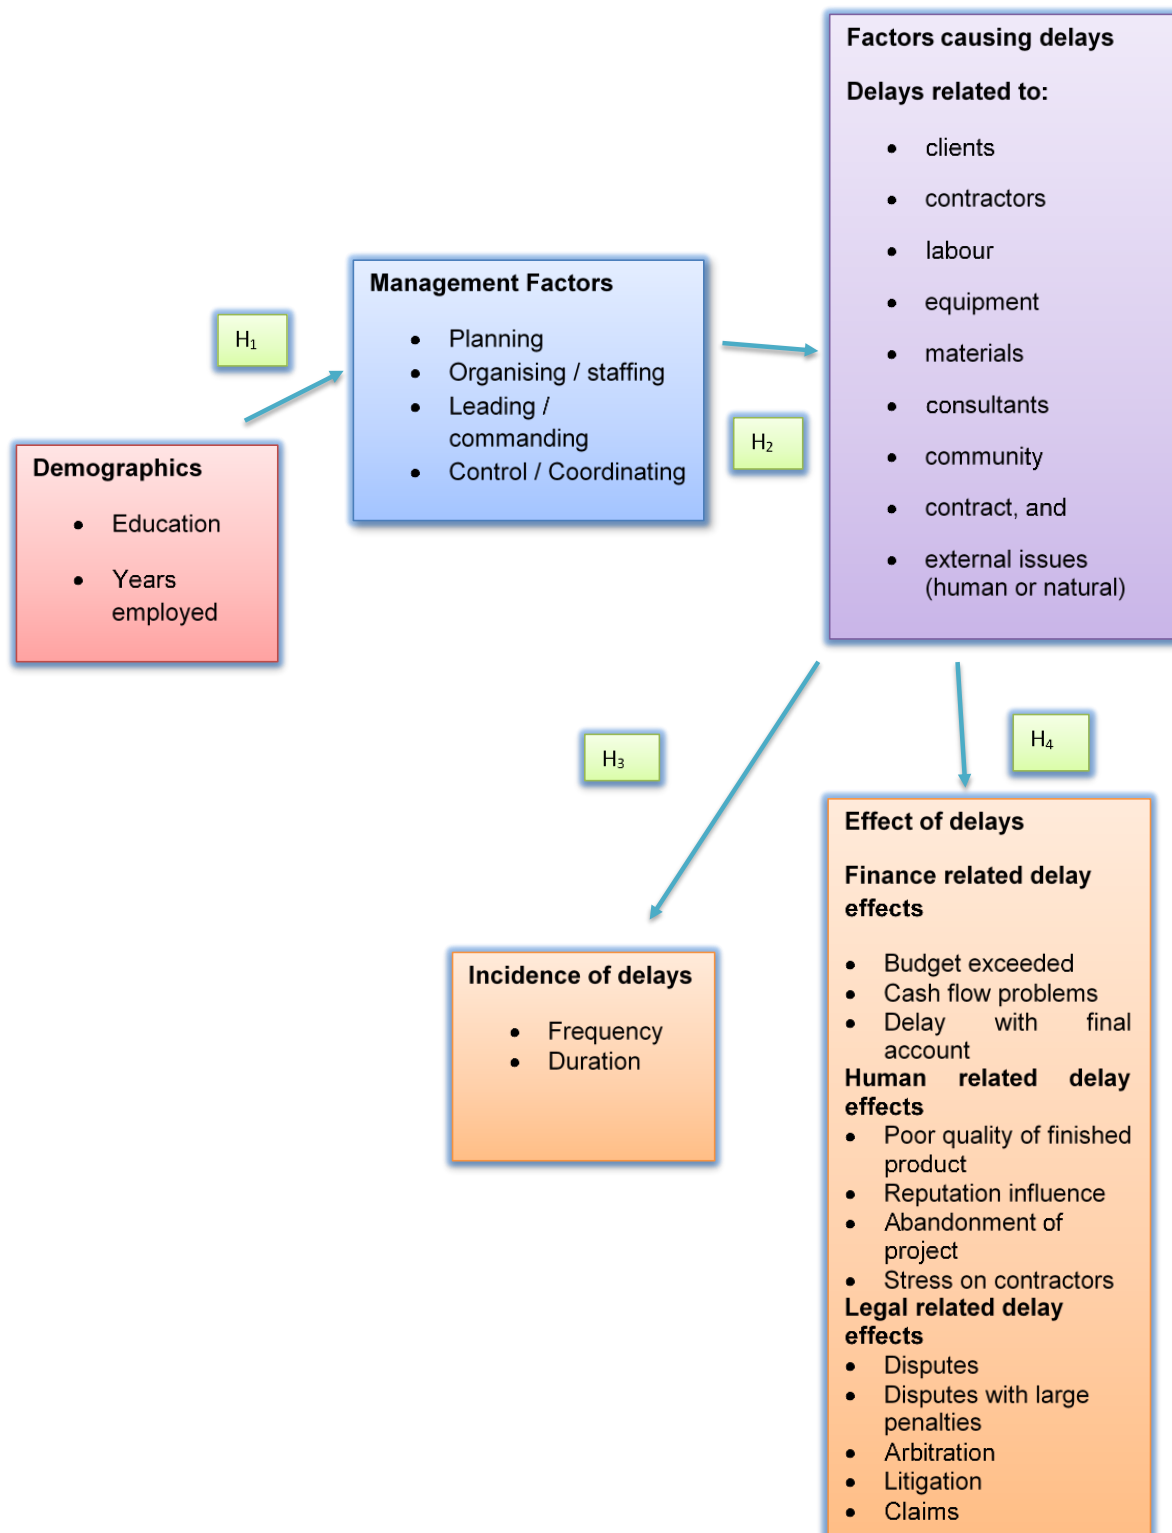 Factors causing delays
Delays related to:
• clients
• contractors
• labour
• equipment
• materials
• consultants
• community
• contract, and
• external issues
(human or natural)
Management Factors
• Planning
• Organising / staffing
• Leading /
commanding
• Control / Coordinating
H₁
H₂
Demographics
• Education
• Years
employed
H₃
H₄
Incidence of delays
• Frequency
• Duration
Effect of delays
Finance related delay
effects
• Budget exceeded
• Cash flow problems
• Delay with final
account
Human related delay
effects
• Poor quality of finished
product
• Reputation influence
• Abandonment of
project
• Stress on contractors
Legal related delay
effects
• Disputes
• Disputes with large
penalties
• Arbitration
• Litigation
• Claims